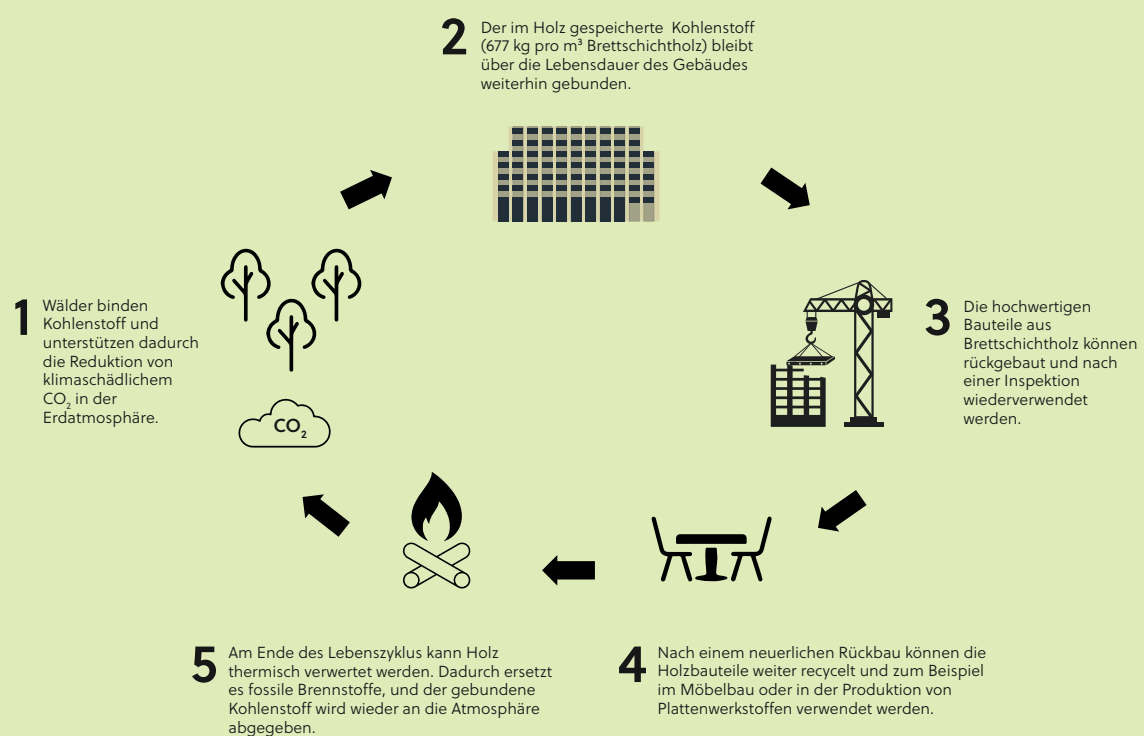 1
Wälder binden
Kohlenstoff und
unterstützen dadurch
die Reduktion von
klimaschädlichem
CO₂ in der
Erdatmosphäre.
CO₂
2
Der im Holz gespeicherte Kohlenstoff
(677 kg pro m³ Brettschichtholz) bleibt
über die Lebensdauer des Gebäudes
weiterhin gebunden.
3
Die hochwertigen
Bauteile aus
Brettschichtholz können
rückgebaut und nach
einer Inspektion
wiederverwendet
werden.
4
Nach einem neuerlichen Rückbau können die
Holzbauteile weiter recycelt und zum Beispiel
im Möbelbau oder in der Produktion von
Plattenwerkstoffen verwendet werden.
5
Am Ende des Lebenszyklus kann Holz
thermisch verwertet werden. Dadurch ersetzt
es fossile Brennstoffe, und der gebundene
Kohlenstoff wird wieder an die Atmosphäre
abgegeben.